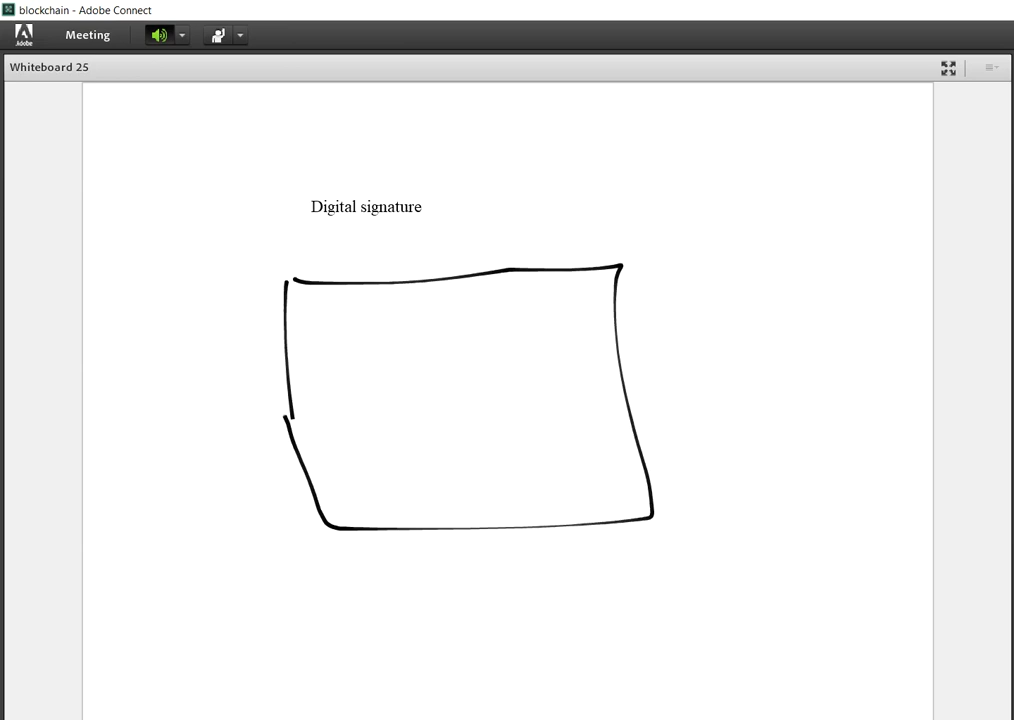 blockchain - Adobe Connect
Adobe
Meeting
Whiteboard 25
Digital signature